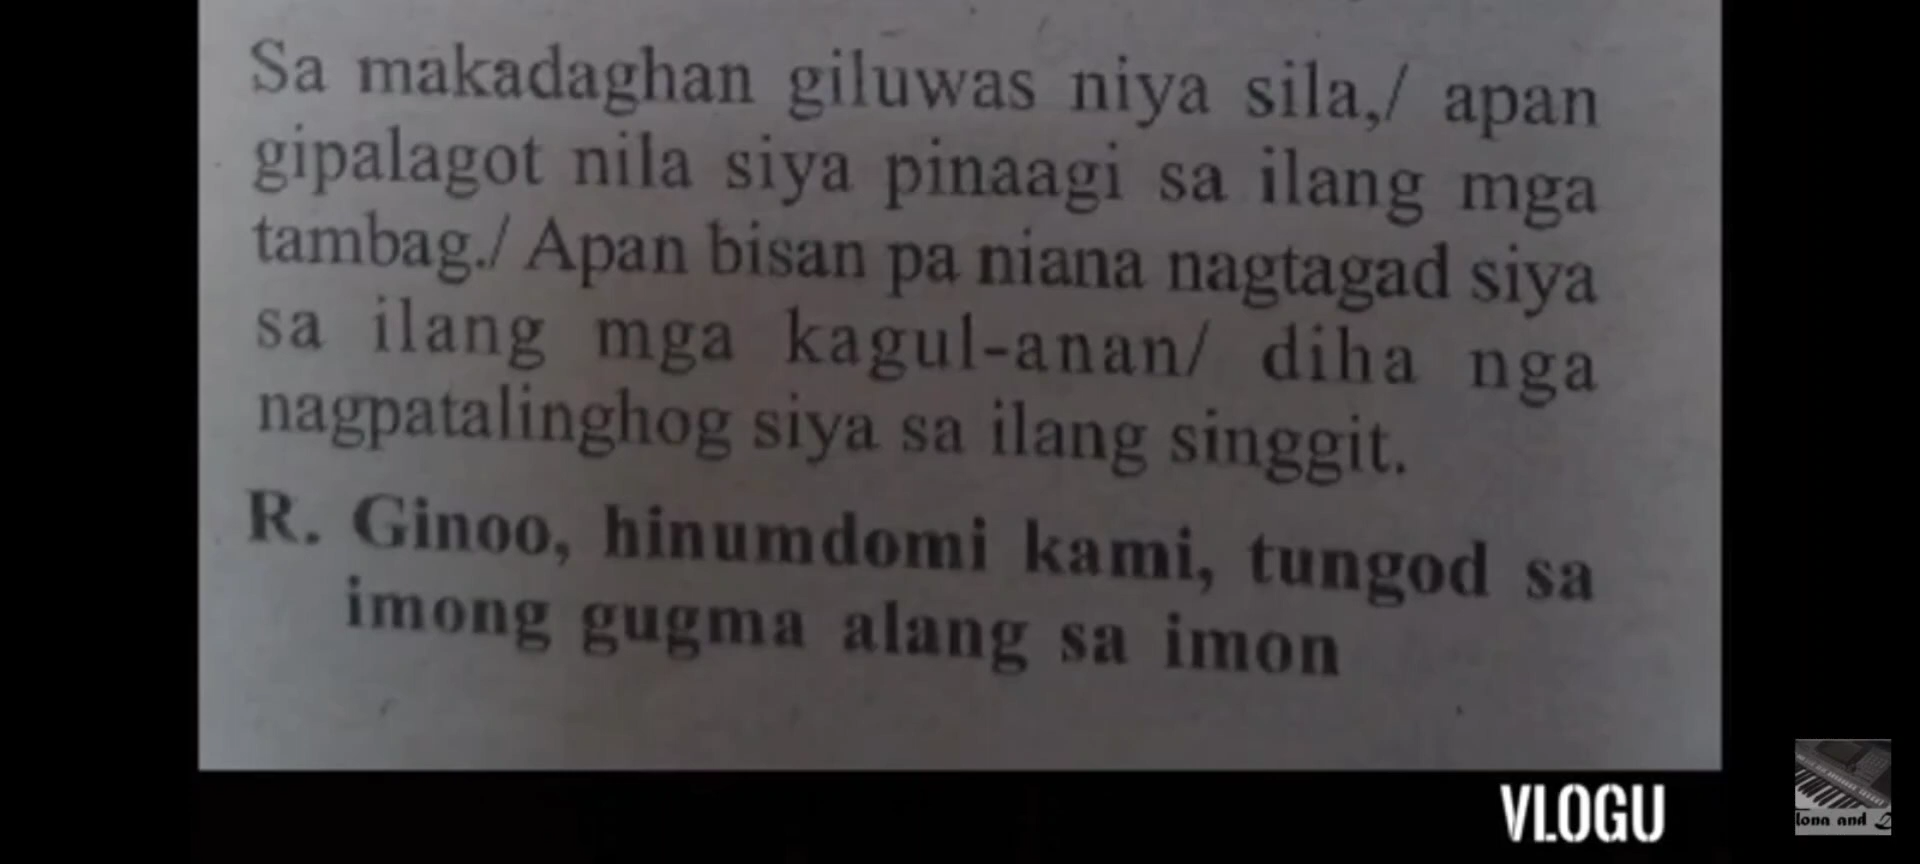 Sa makadaghan giluwas niya sila,/ apan
gipalagot nila siya pinaagi sa ilang mga
tambag./ Apan bisan pa niana nagtagad siya
sa ilang mga kagul-anan/ diha nga
nagpatalinghog siya sa ilang singgit.
R. Ginoo, hinumdomi kami, tungod sa
imong gugma alang sa imon
VLOGU
lona and